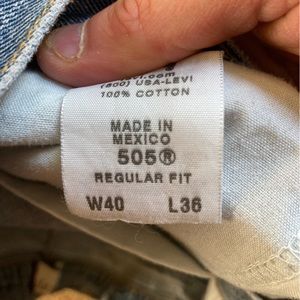 (800) USA-LEVI
100% COTTON
MADE IN
MEXICO
505®
REGULAR FIT
W40 L36